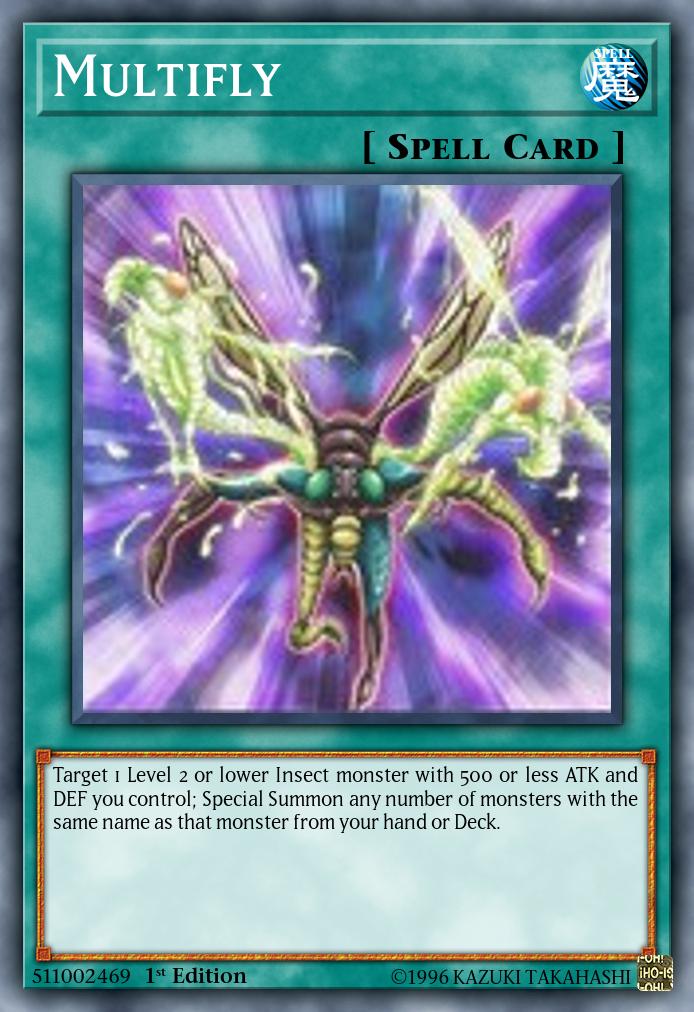 MULTIFLY
SPELL
魔
[ SPELL CARD ]
Target 1 Level 2 or lower Insect monster with 500 or less ATK and
DEF you control; Special Summon any number of monsters with the
same name as that monster from your hand or Deck.
511002469 1st Edition ©1996 KAZUKI TAKAHASHI